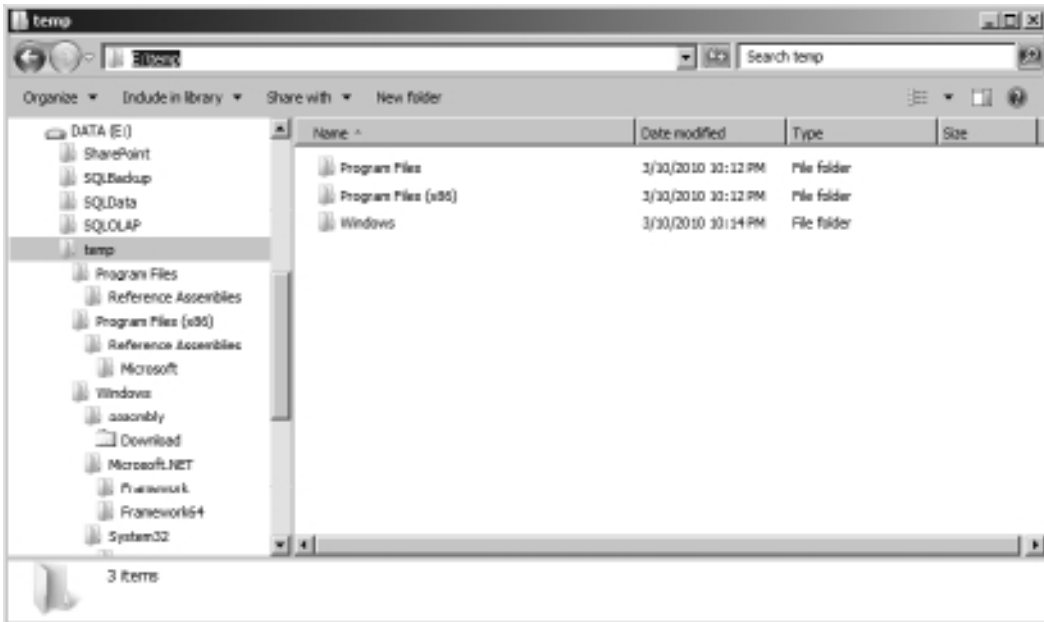 temp
E:\temp
Search temp
Organize Include in library Share with New folder
DATA (E:)
SharePoint
SQLBackup
SQLData
SQLOLAP
temp
Program Files
Reference Assemblies
Program Files (x86)
Reference Assemblies
Microsoft
Windows
assembly
Download
Microsoft.NET
Framework
Framework64
System32
Name Date modified Type Size
Program Files 3/10/2010 10:12 PM File folder
Program Files (x86) 3/10/2010 10:12 PM File folder
Windows 3/10/2010 10:14 PM File folder
3 items